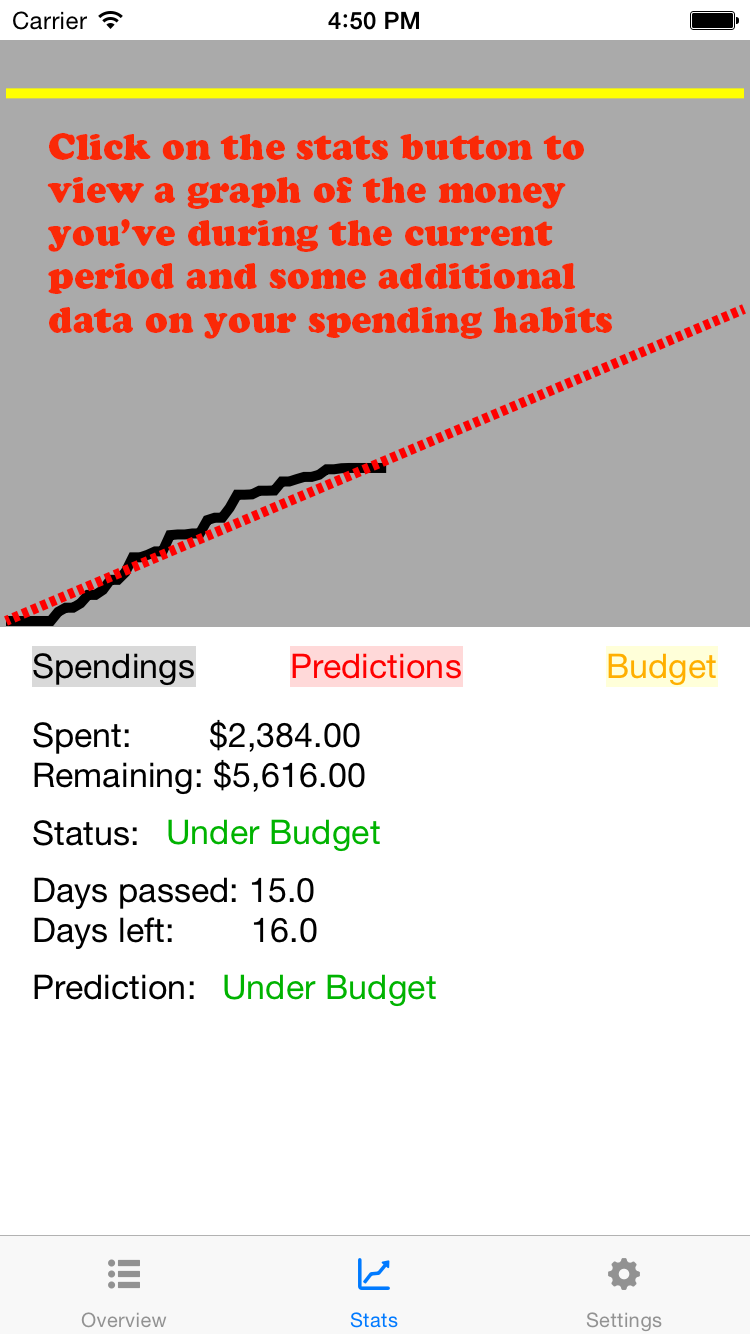 Carrier 4:50 PM
Click on the stats button to
view a graph of the money
you've during the current
period and some additional
data on your spending habits
Spendings Predictions Budget
Spent: $2,384.00
Remaining: $5,616.00
Status: Under Budget
Days passed: 15.0
Days left: 16.0
Prediction: Under Budget
Overview Stats Settings